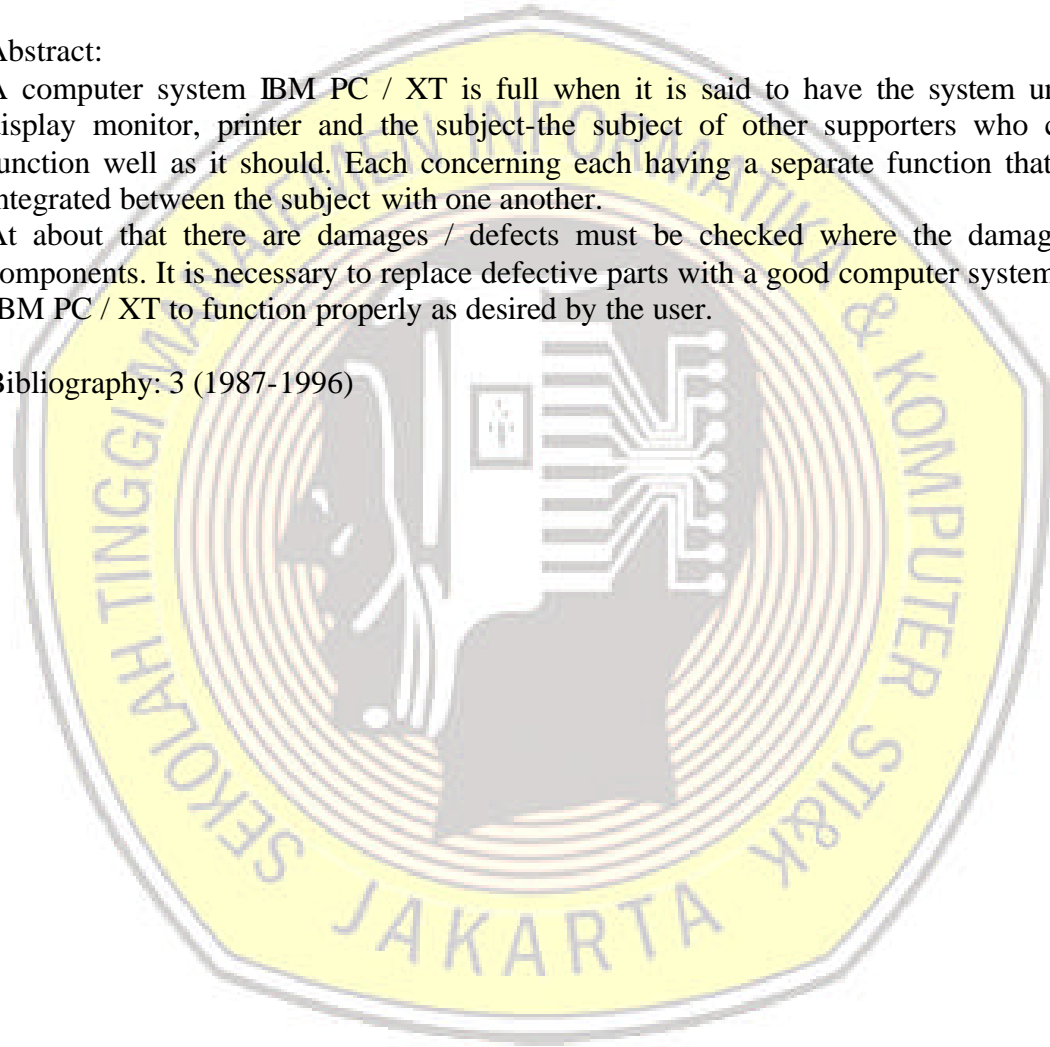 Abstract:
A computer system IBM PC / XT is full when it is said to have the system un
display monitor, printer and the subject-the subject of other supporters who c
function well as it should. Each concerning each having a separate function that
integrated between the subject with one another.
At about that there are damages / defects must be checked where the damag
components. It is necessary to replace defective parts with a good computer system
IBM PC / XT to function properly as desired by the user.
Bibliography: 3 (1987-1996)
SEKOLAH TINGGI MANAJEMEN INFORMATIKA & KOMPUTER STI&K
JAKARTA